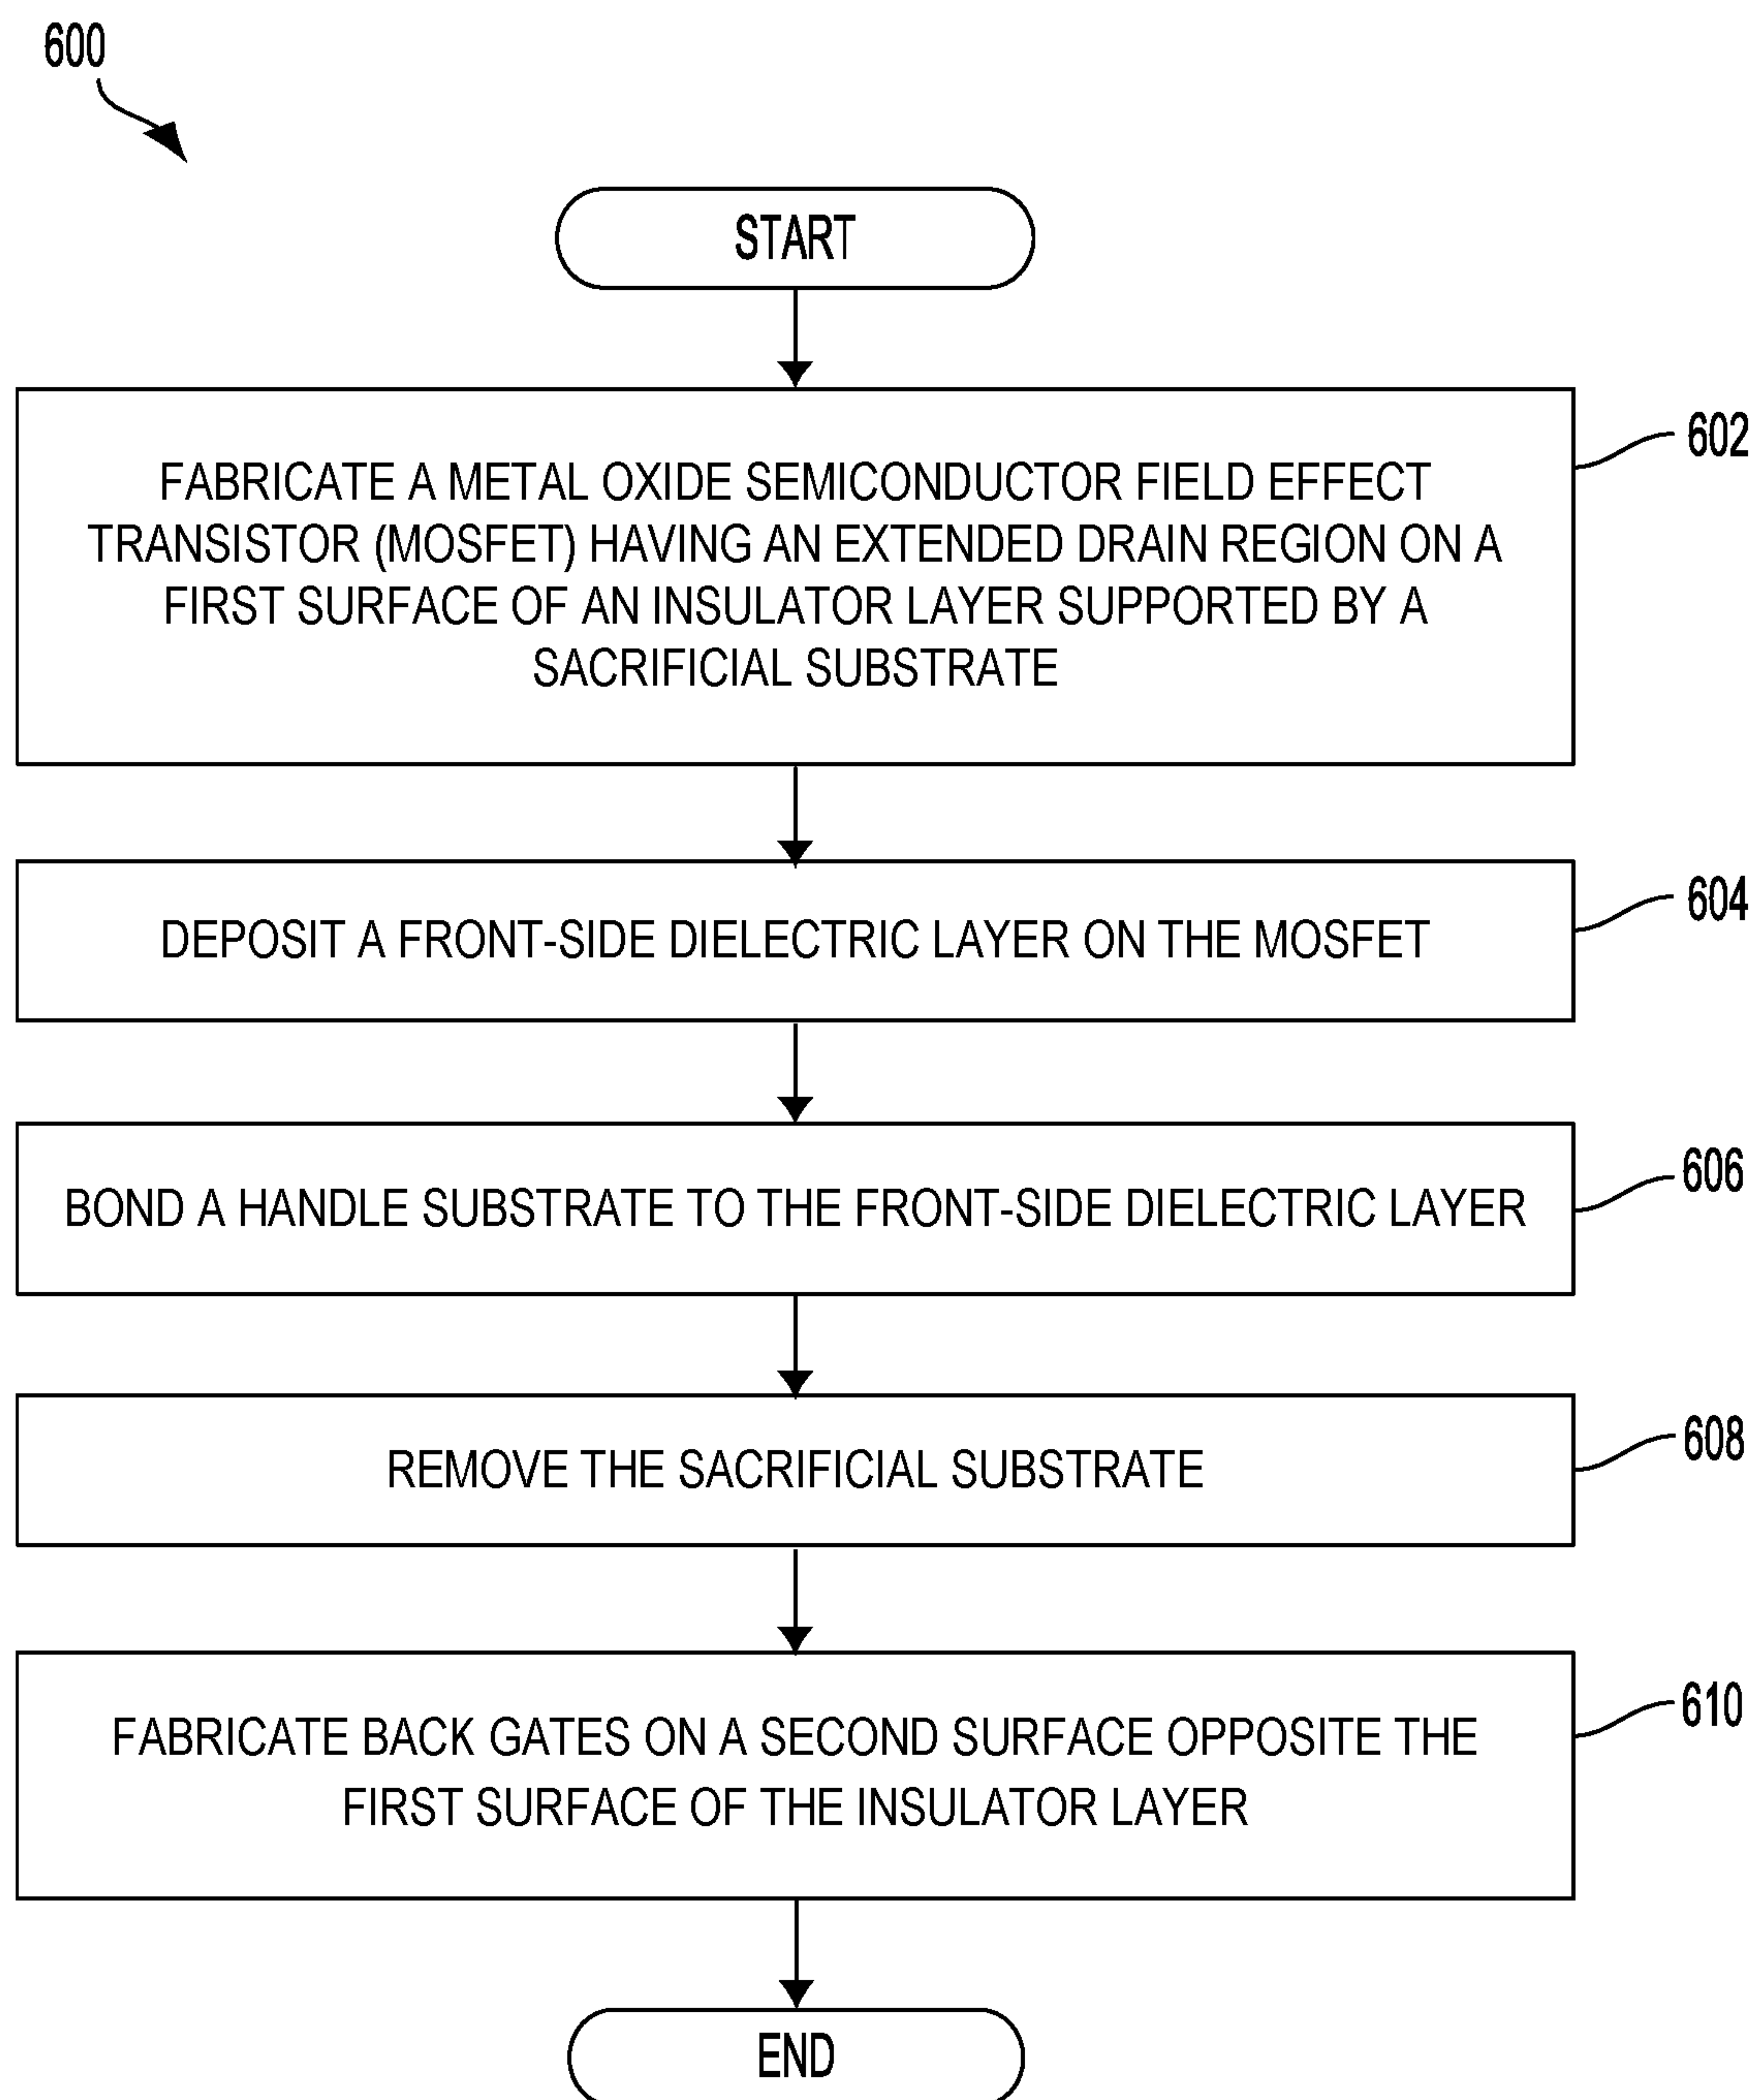 600
START
FABRICATE A METAL OXIDE SEMICONDUCTOR FIELD EFFECT
TRANSISTOR (MOSFET) HAVING AN EXTENDED DRAIN REGION ON A
FIRST SURFACE OF AN INSULATOR LAYER SUPPORTED BY A
SACRIFICIAL SUBSTRATE
602
DEPOSIT A FRONT-SIDE DIELECTRIC LAYER ON THE MOSFET
604
BOND A HANDLE SUBSTRATE TO THE FRONT-SIDE DIELECTRIC LAYER
606
REMOVE THE SACRIFICIAL SUBSTRATE
608
FABRICATE BACK GATES ON A SECOND SURFACE OPPOSITE THE
FIRST SURFACE OF THE INSULATOR LAYER
610
END